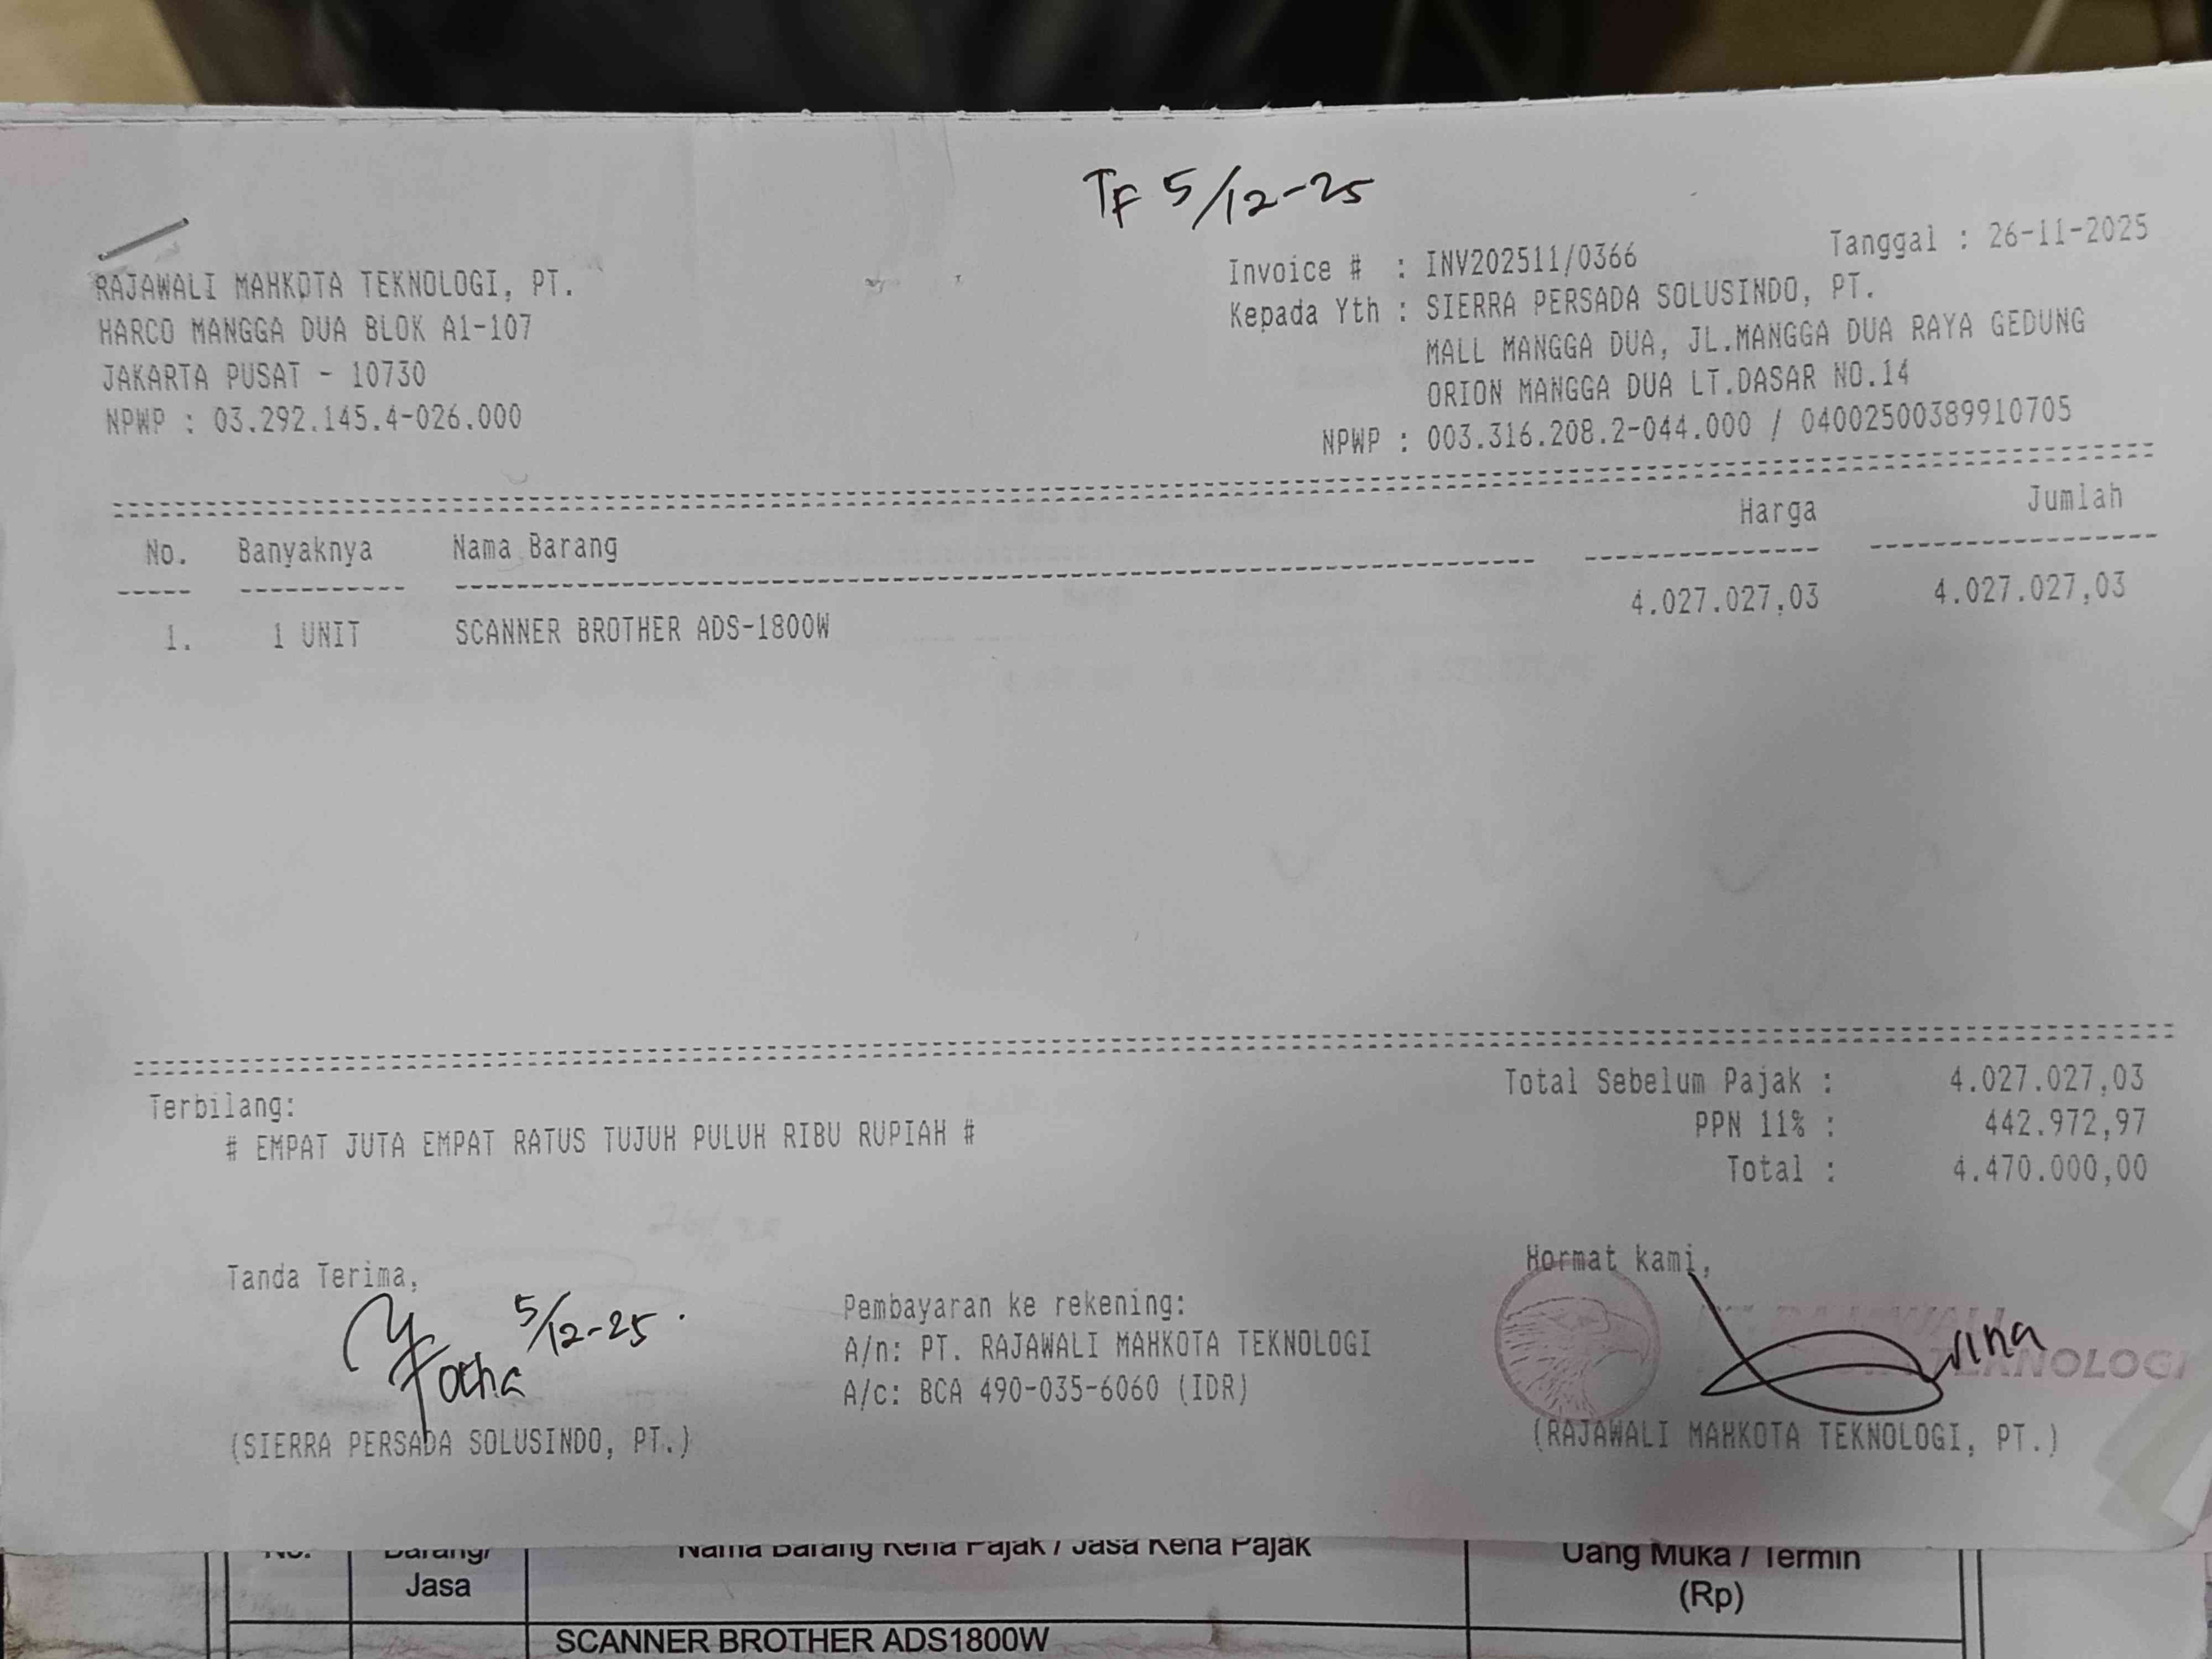 TF 5/12-25
RAJAWALI MAHKOTA TEKNOLOGI, PT.
HARCO MANGGA DUA BLOK A1-107
JAKARTA PUSAT - 10730
NPWP : 03.292.145.4-026.000
Invoice # : INV202511/0366
Tanggal : 26-11-2025
Kepada Yth : SIERRA PERSADA SOLUSINDO, PT.
MALL MANGGA DUA, JL.MANGGA DUA RAYA GEDUNG
ORION MANGGA DUA LT.DASAR NO.14
NPWP : 003.316.208.2-044.000 / 04002500389910705
No. Banyaknya Nama Barang Harga Jumlah
1. 1 UNIT SCANNER BROTHER ADS-1800W 4.027.027,03 4.027.027,03
Terbilang:
# EMPAT JUTA EMPAT RATUS TUJUH PULUH RIBU RUPIAH #
Total Sebelum Pajak : 4.027.027,03
PPN 11% : 442.972,97
Total : 4.470.000,00
Tanda Terima,
5/12-25
(SIERRA PERSADA SOLUSINDO, PT.)
Pembayaran ke rekening:
A/n: PT. RAJAWALI MAHKOTA TEKNOLOGI
A/c: BCA 490-035-6060 (IDR)
Hormat kami,
PT. RAJAWALI
TEKNOLOGI
(RAJAWALI MAHKOTA TEKNOLOGI, PT.)
No. Barang/ Nama Barang Kena Pajak / Jasa Kena Pajak Uang Muka / Termin
Jasa (Rp)
SCANNER BROTHER ADS1800W